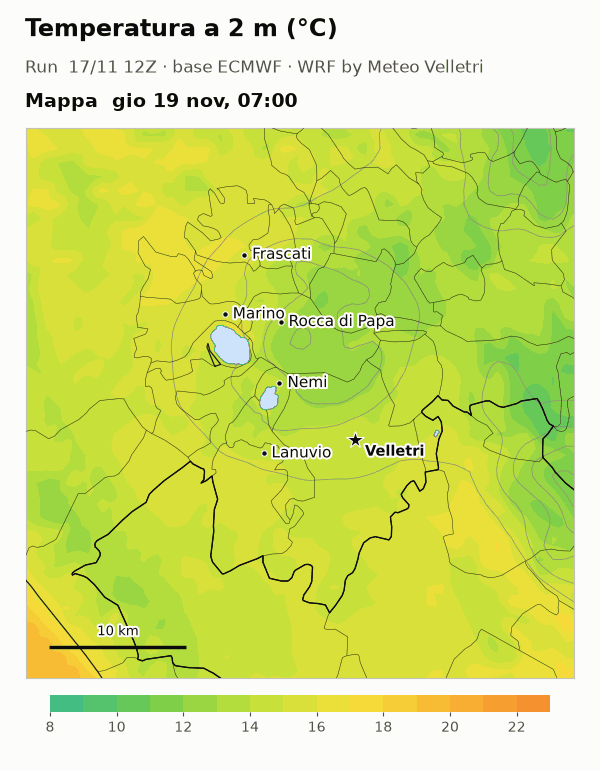 Temperatura a 2 m (°C)
Run  17/11 12Z · base ECMWF · WRF by Meteo Velletri
Mappa  gio 19 nov, 07:00
Frascati
Marino
Rocca di Papa
Nemi
Velletri
Lanuvio
10 km
8 10 12 14 16 18 20 22